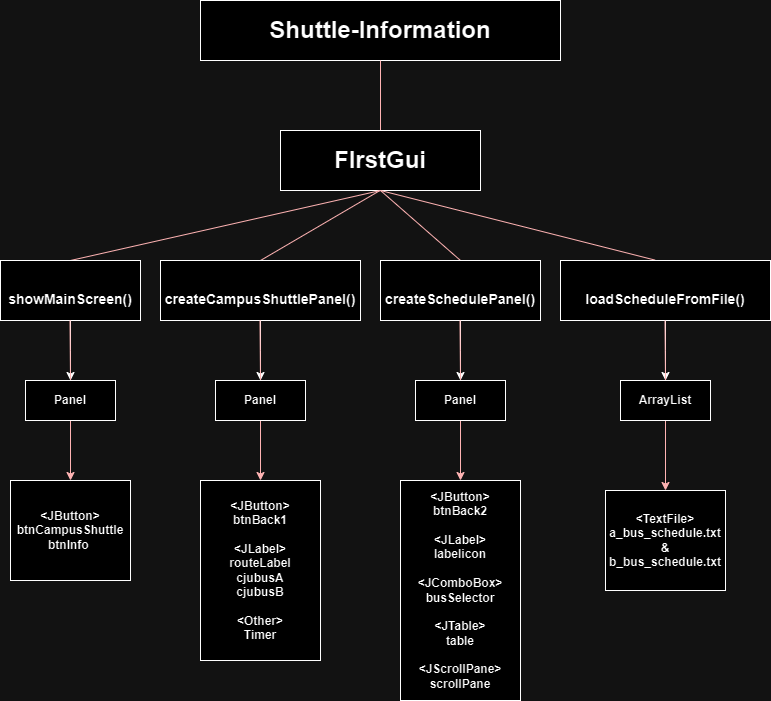 Shuttle-Information
FIrstGui
showMainScreen()
createCampusShuttlePanel()
createSchedulePanel()
loadScheduleFromFile()
Panel
Panel
Panel
ArrayList
<JButton>
btnCampusShuttle
btnInfo
<JButton>
btnBack1
<JLabel>
routeLabel
cjubusA
cjubusB
<Other>
Timer
<JButton>
btnBack2
<JLabel>
labelicon
<JComboBox>
busSelector
<JTable>
table
<JScrollPane>
scrollPane
<TextFile>
a_bus_schedule.txt
&
b_bus_schedule.txt